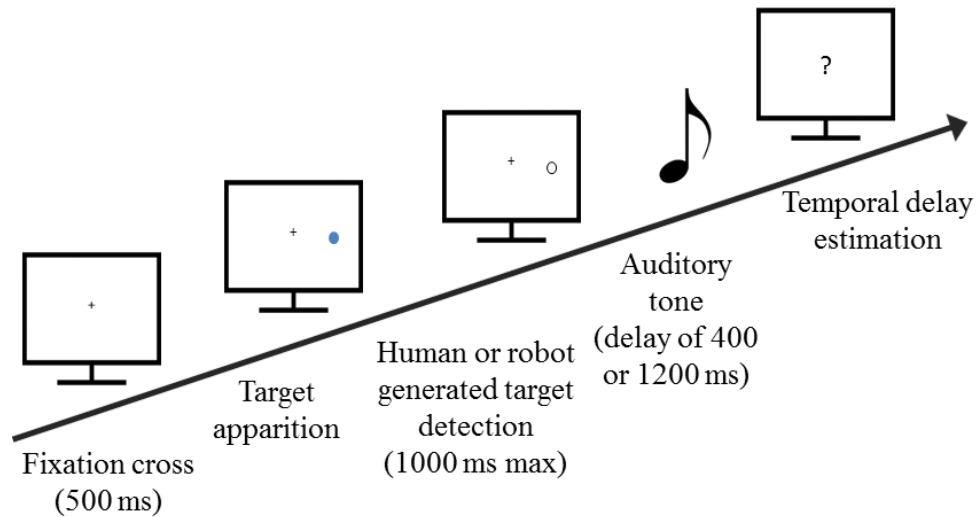 Fixation cross
(500 ms)
Target
apparition
Human or robot
generated target
detection
(1000 ms max)
Auditory
tone
(delay of 400
or 1200 ms)
?
Temporal delay
estimation